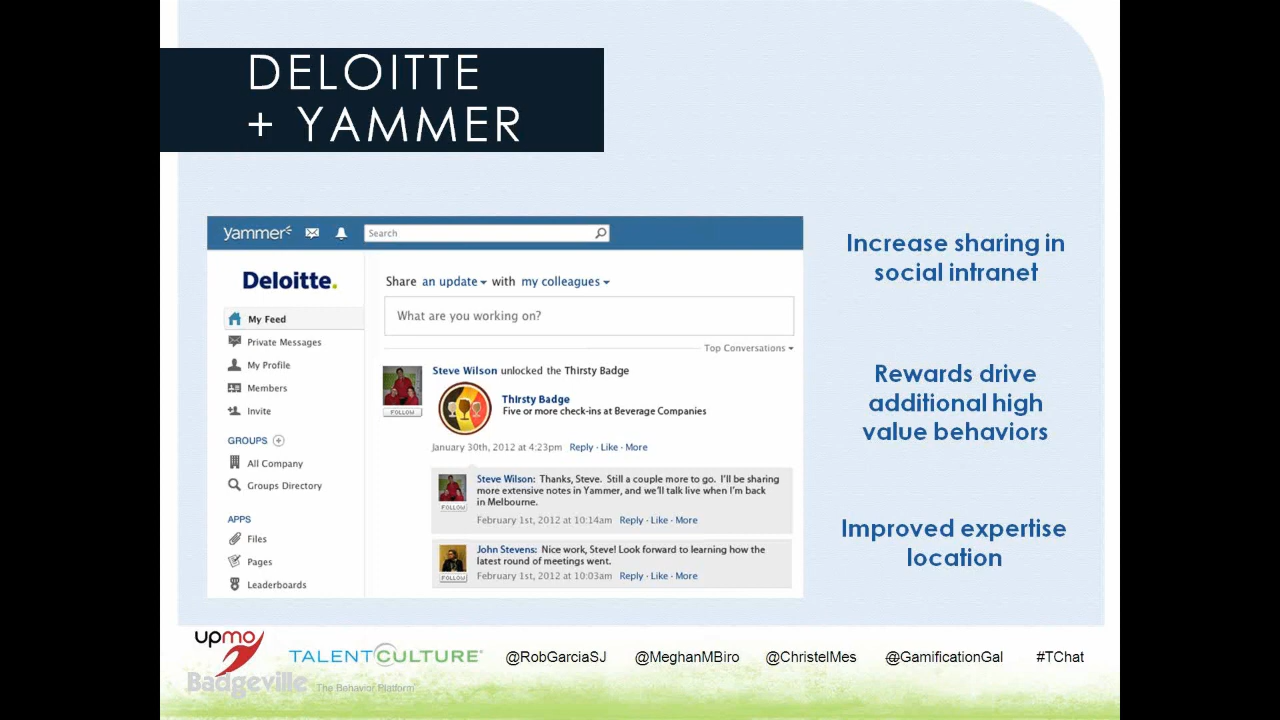 DELOITTE
+ YAMMER
yammer
Search
Deloitte.
My Feed
Private Messages
My Profile
Members
Invite
GROUPS
All Company
Groups Directory
APPS
Files
Pages
Leaderboards
Share an update with my colleagues
What are you working on?
Top Conversations
Steve Wilson unlocked the Thirsty Badge
FOLLOW
Thirsty Badge
Five or more check-ins at Beverage Companies
January 30th, 2012 at 4:23pm Reply · Like · More
Steve Wilson: Thanks, Steve. Still a couple more to go. I'll be sharing
more extensive notes in Yammer, and we'll talk live when I'm back
in Melbourne.
FOLLOW
February 1st, 2012 at 10:14am Reply · Like · More
John Stevens: Nice work, Steve! Look forward to learning how the
latest round of meetings went.
FOLLOW
February 1st, 2012 at 10:03am Reply · Like · More
Increase sharing in
social intranet
Rewards drive
additional high
value behaviors
Improved expertise
location
upmo
TALENTCULTURE
@RobGarciaSJ @MeghanMBiro @ChristelMes @GamificationGal #TChat
Badgeville The Behavior Platform